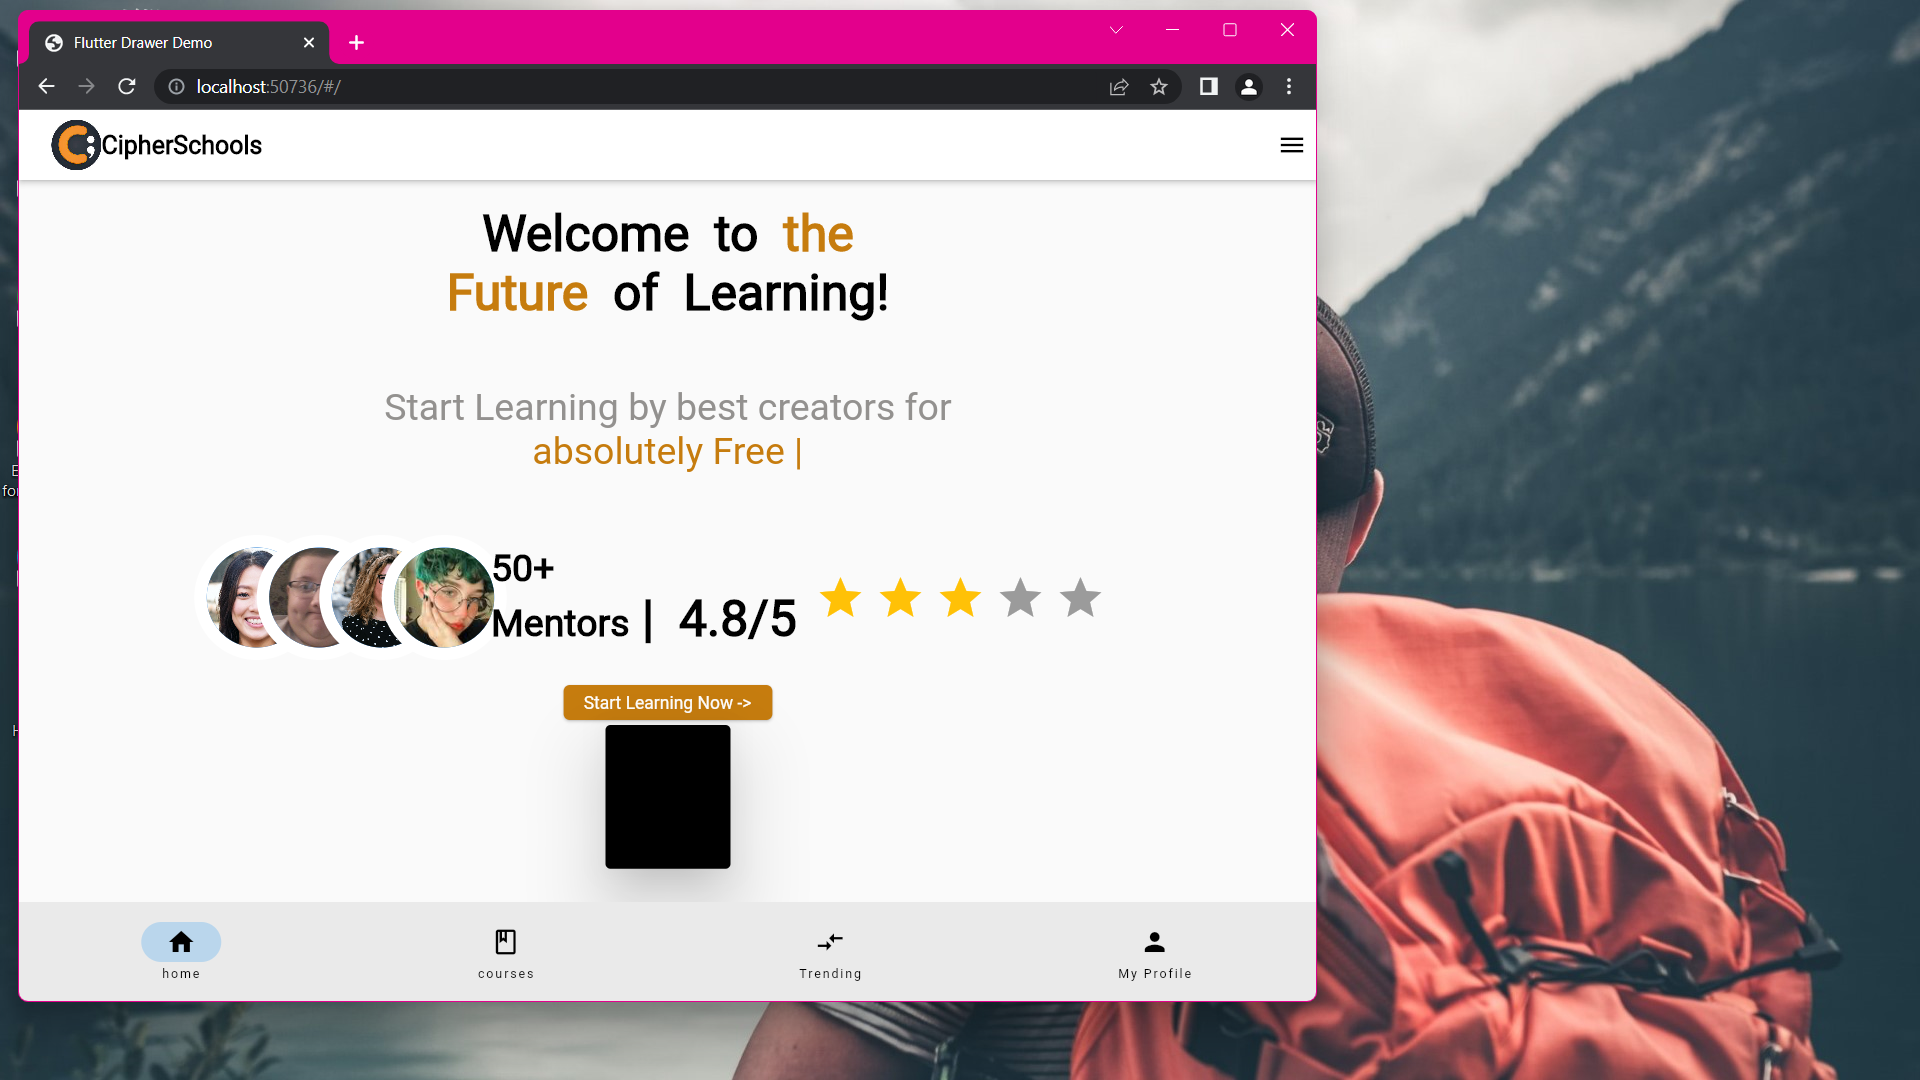 Flutter Drawer Demo
localhost:50736/#/
CipherSchools
Welcome to the
Future of Learning!
Start Learning by best creators for
absolutely Free |
50+
Mentors | 4.8/5
Start Learning Now ->
home
courses
Trending
My Profile